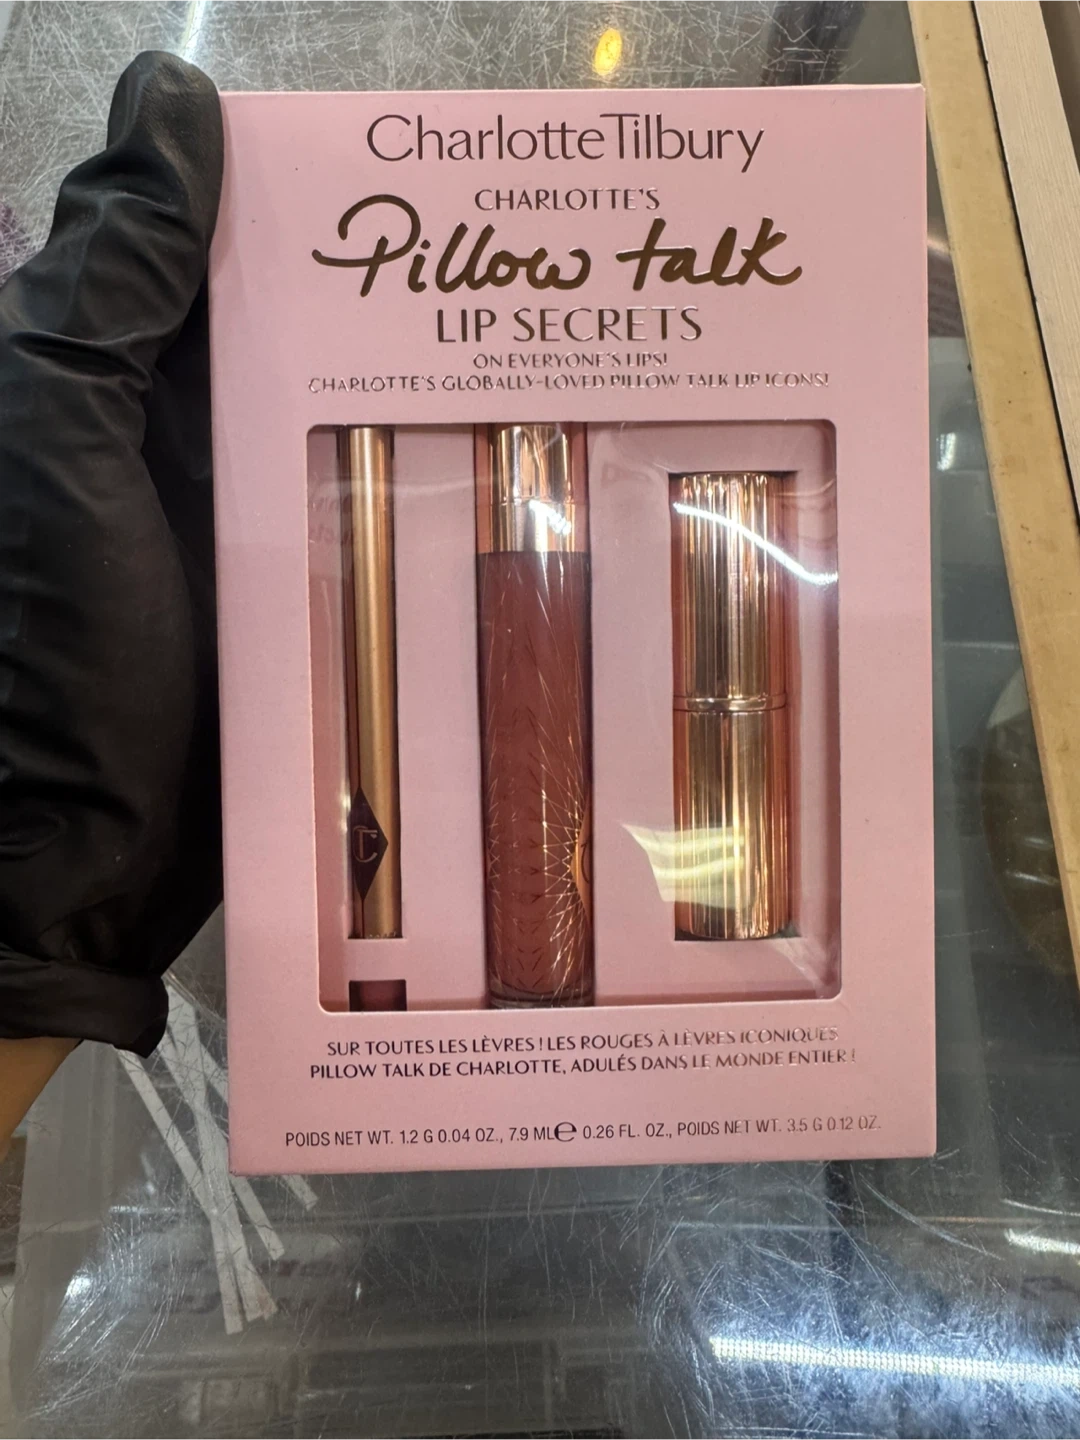 CharlotteTilbury
CHARLOTTE'S
Pillow talk
LIP SECRETS
ON EVERYONE'S LIPS!
CHARLOTTE'S GLOBALLY-LOVED PILLOW TALK LIP ICONS!
SUR TOUTES LES LÈVRES ! LES ROUGES À LÈVRES ICONIQUES
PILLOW TALK DE CHARLOTTE, ADULÉS DANS LE MONDE ENTIER !
POIDS NET WT. 1.2 G 0.04 OZ., 7.9 ML℮ 0.26 FL. OZ., POIDS NET WT. 3.5 G 0.12 OZ.